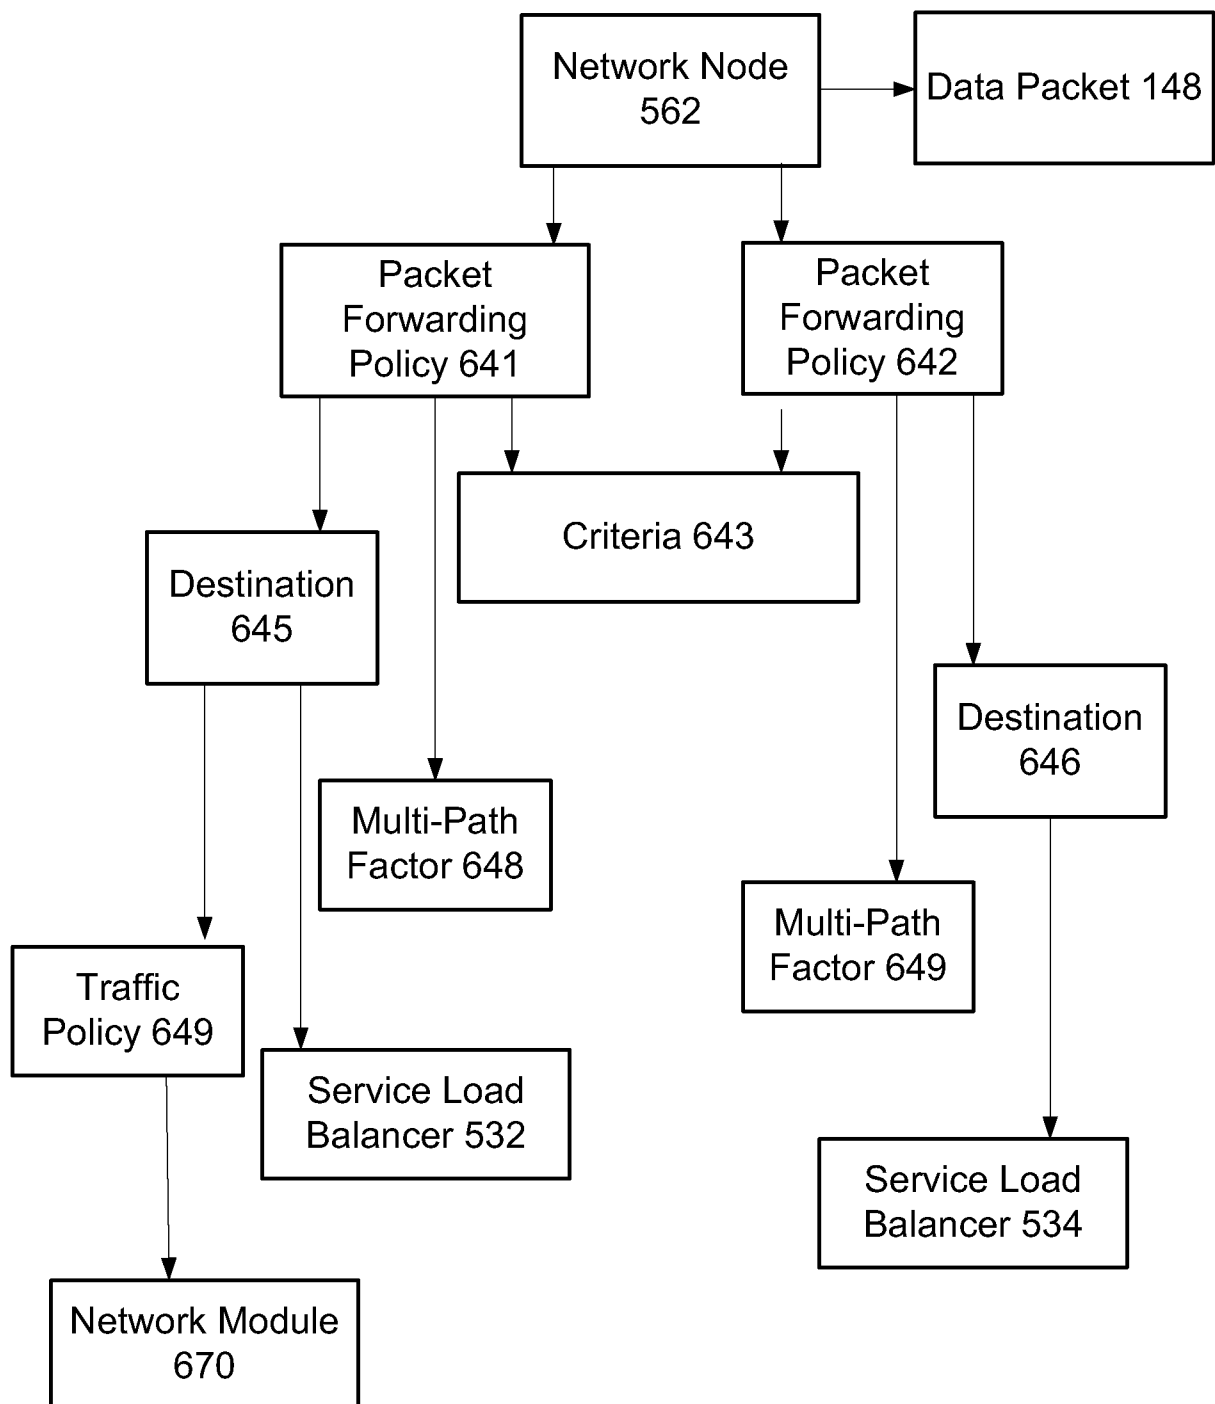 Network Node
562
Data Packet 148
Packet
Forwarding
Policy 641
Packet
Forwarding
Policy 642
Criteria 643
Destination
645
Destination
646
Multi-Path
Factor 648
Multi-Path
Factor 649
Traffic
Policy 649
Service Load
Balancer 532
Service Load
Balancer 534
Network Module
670